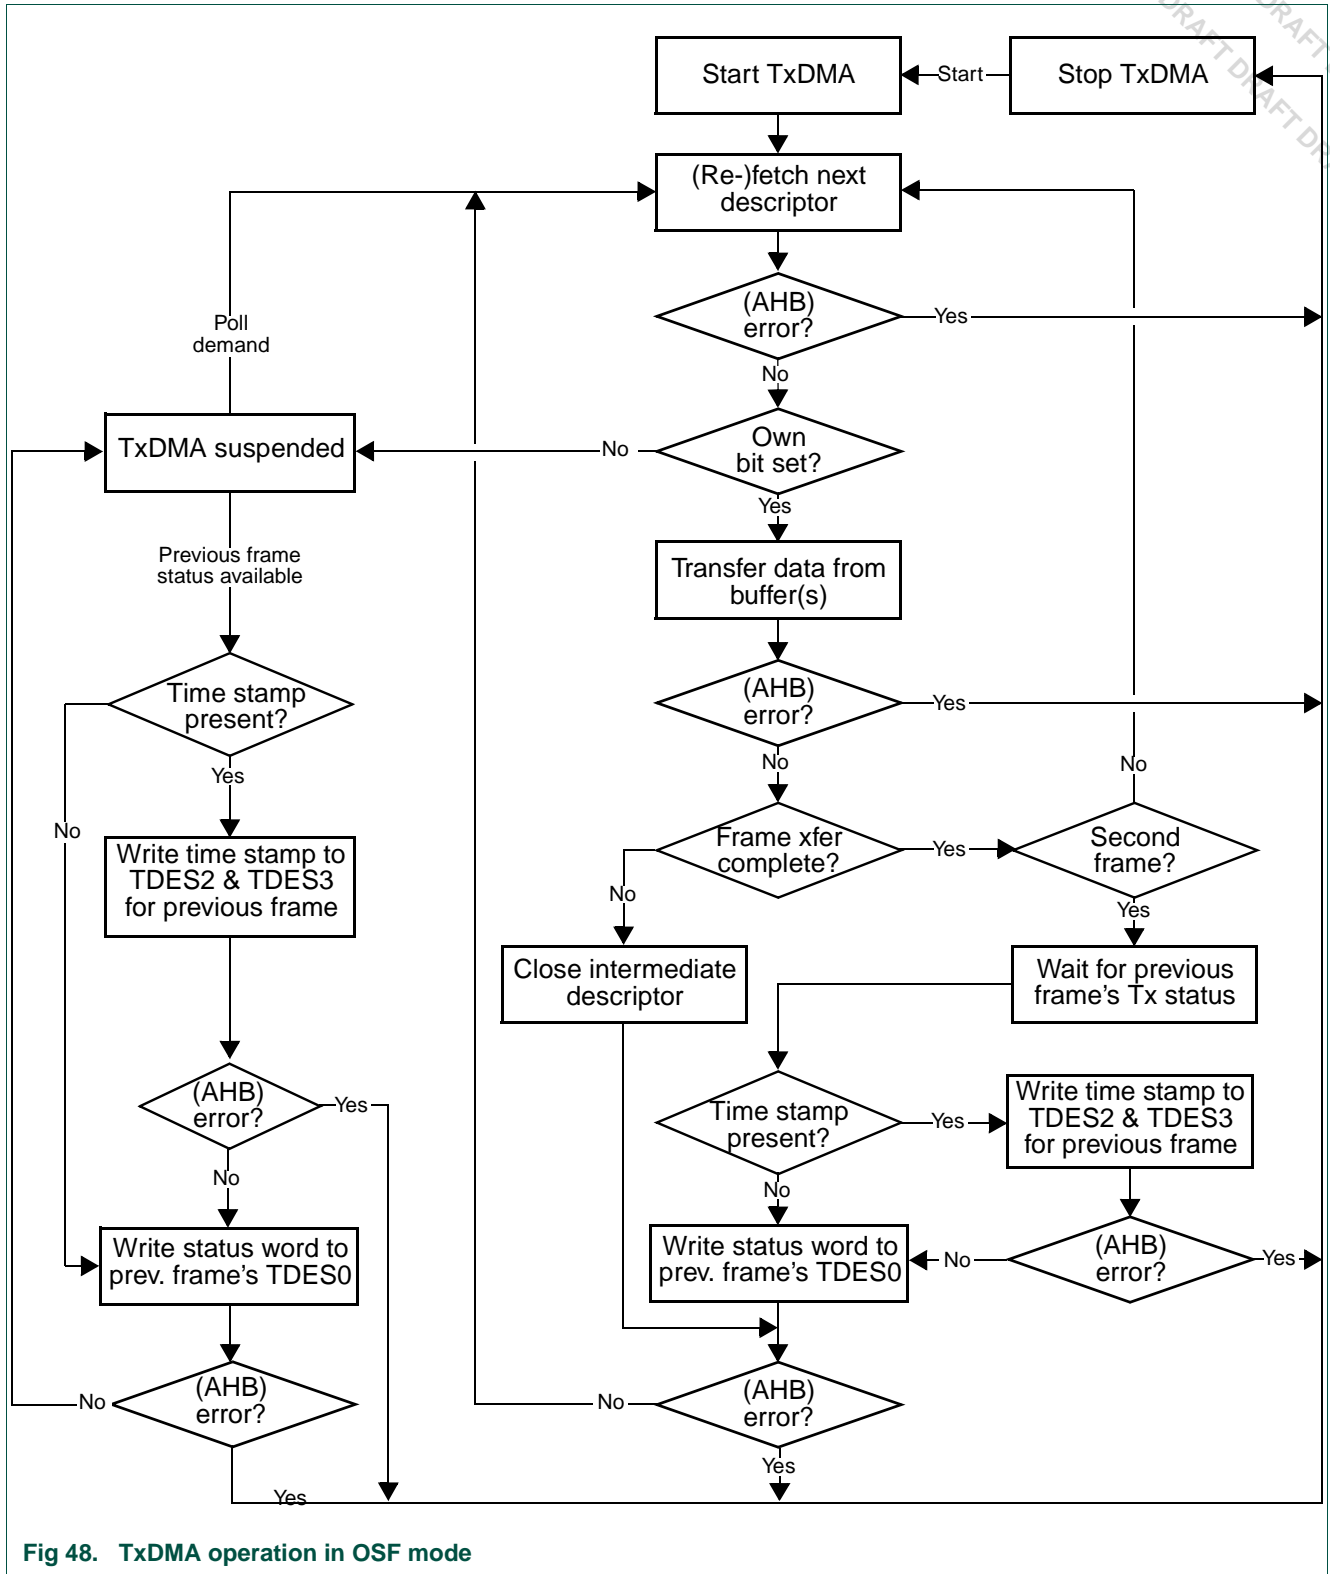 DRAFT DRAFT DRA
DRAFT
Start TxDMA
Start
Stop TxDMA
(Re-)fetch next
descriptor
(AHB)
error?
Yes
Poll
demand
No
TxDMA suspended
No
Own
bit set?
Yes
Previous frame
status available
Transfer data from
buffer(s)
Time stamp
present?
(AHB)
error?
Yes
Yes
No
No
No
Write time stamp to
TDES2 & TDES3
for previous frame
Frame xfer
complete?
Yes
Second
frame?
No
Yes
Close intermediate
descriptor
Wait for previous
frame's Tx status
(AHB)
error?
Yes
Time stamp
present?
Yes
Write time stamp to
TDES2 & TDES3
for previous frame
No
No
Write status word to
prev. frame's TDES0
Write status word to
prev. frame's TDES0
No
(AHB)
error?
Yes
No
(AHB)
error?
No
(AHB)
error?
Yes
Yes
Fig 48. TxDMA operation in OSF mode